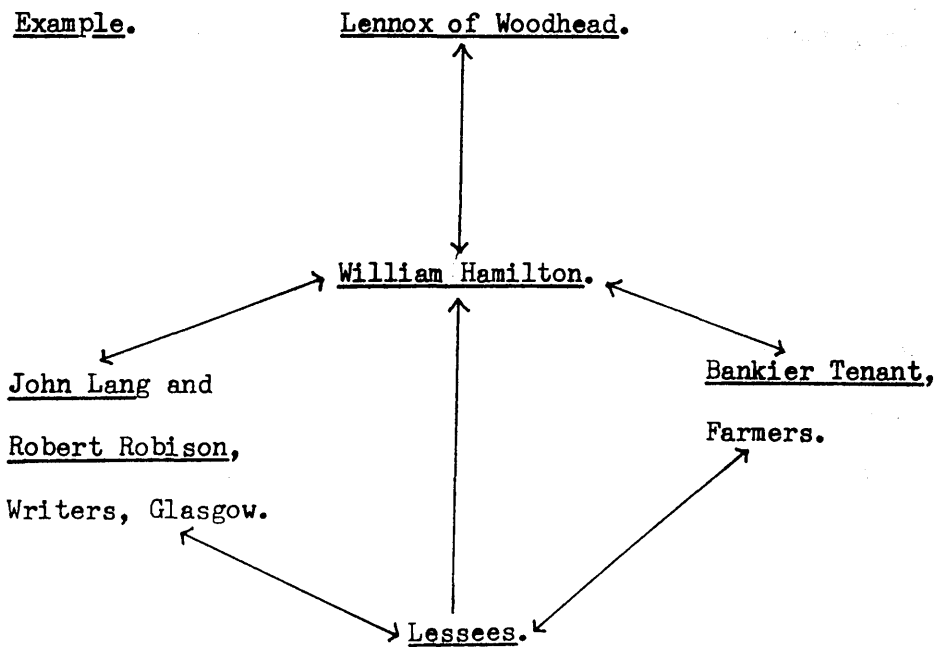 Example.
Lennox of Woodhead.
William Hamilton.
John Lang and
Robert Robison,
Writers, Glasgow.
Bankier Tenant,
Farmers.
Lessees.